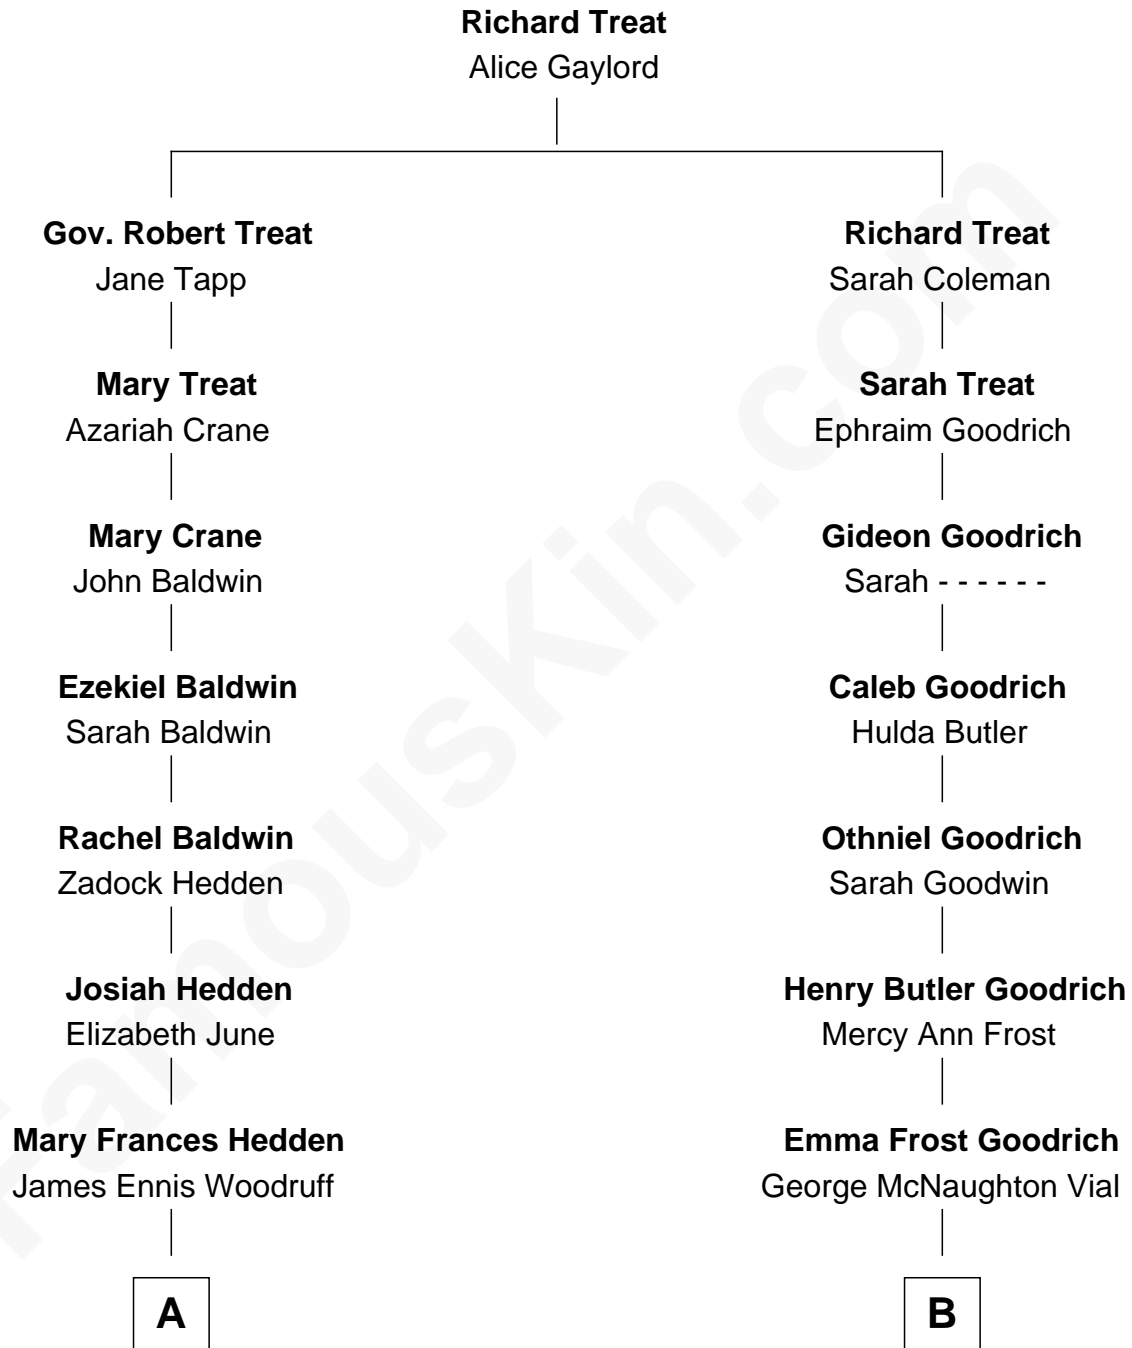 Richard Treat
Alice Gaylord
Gov. Robert Treat
Jane Tapp
Richard Treat
Sarah Coleman
Mary Treat
Azariah Crane
Sarah Treat
Ephraim Goodrich
Mary Crane
John Baldwin
Gideon Goodrich
Sarah - - - - - -
Ezekiel Baldwin
Sarah Baldwin
Caleb Goodrich
Hulda Butler
Rachel Baldwin
Zadock Hedden
Othniel Goodrich
Sarah Goodwin
Josiah Hedden
Elizabeth June
Henry Butler Goodrich
Mercy Ann Frost
Mary Frances Hedden
James Ennis Woodruff
Emma Frost Goodrich
George McNaughton Vial
A
B
FamousKin.com